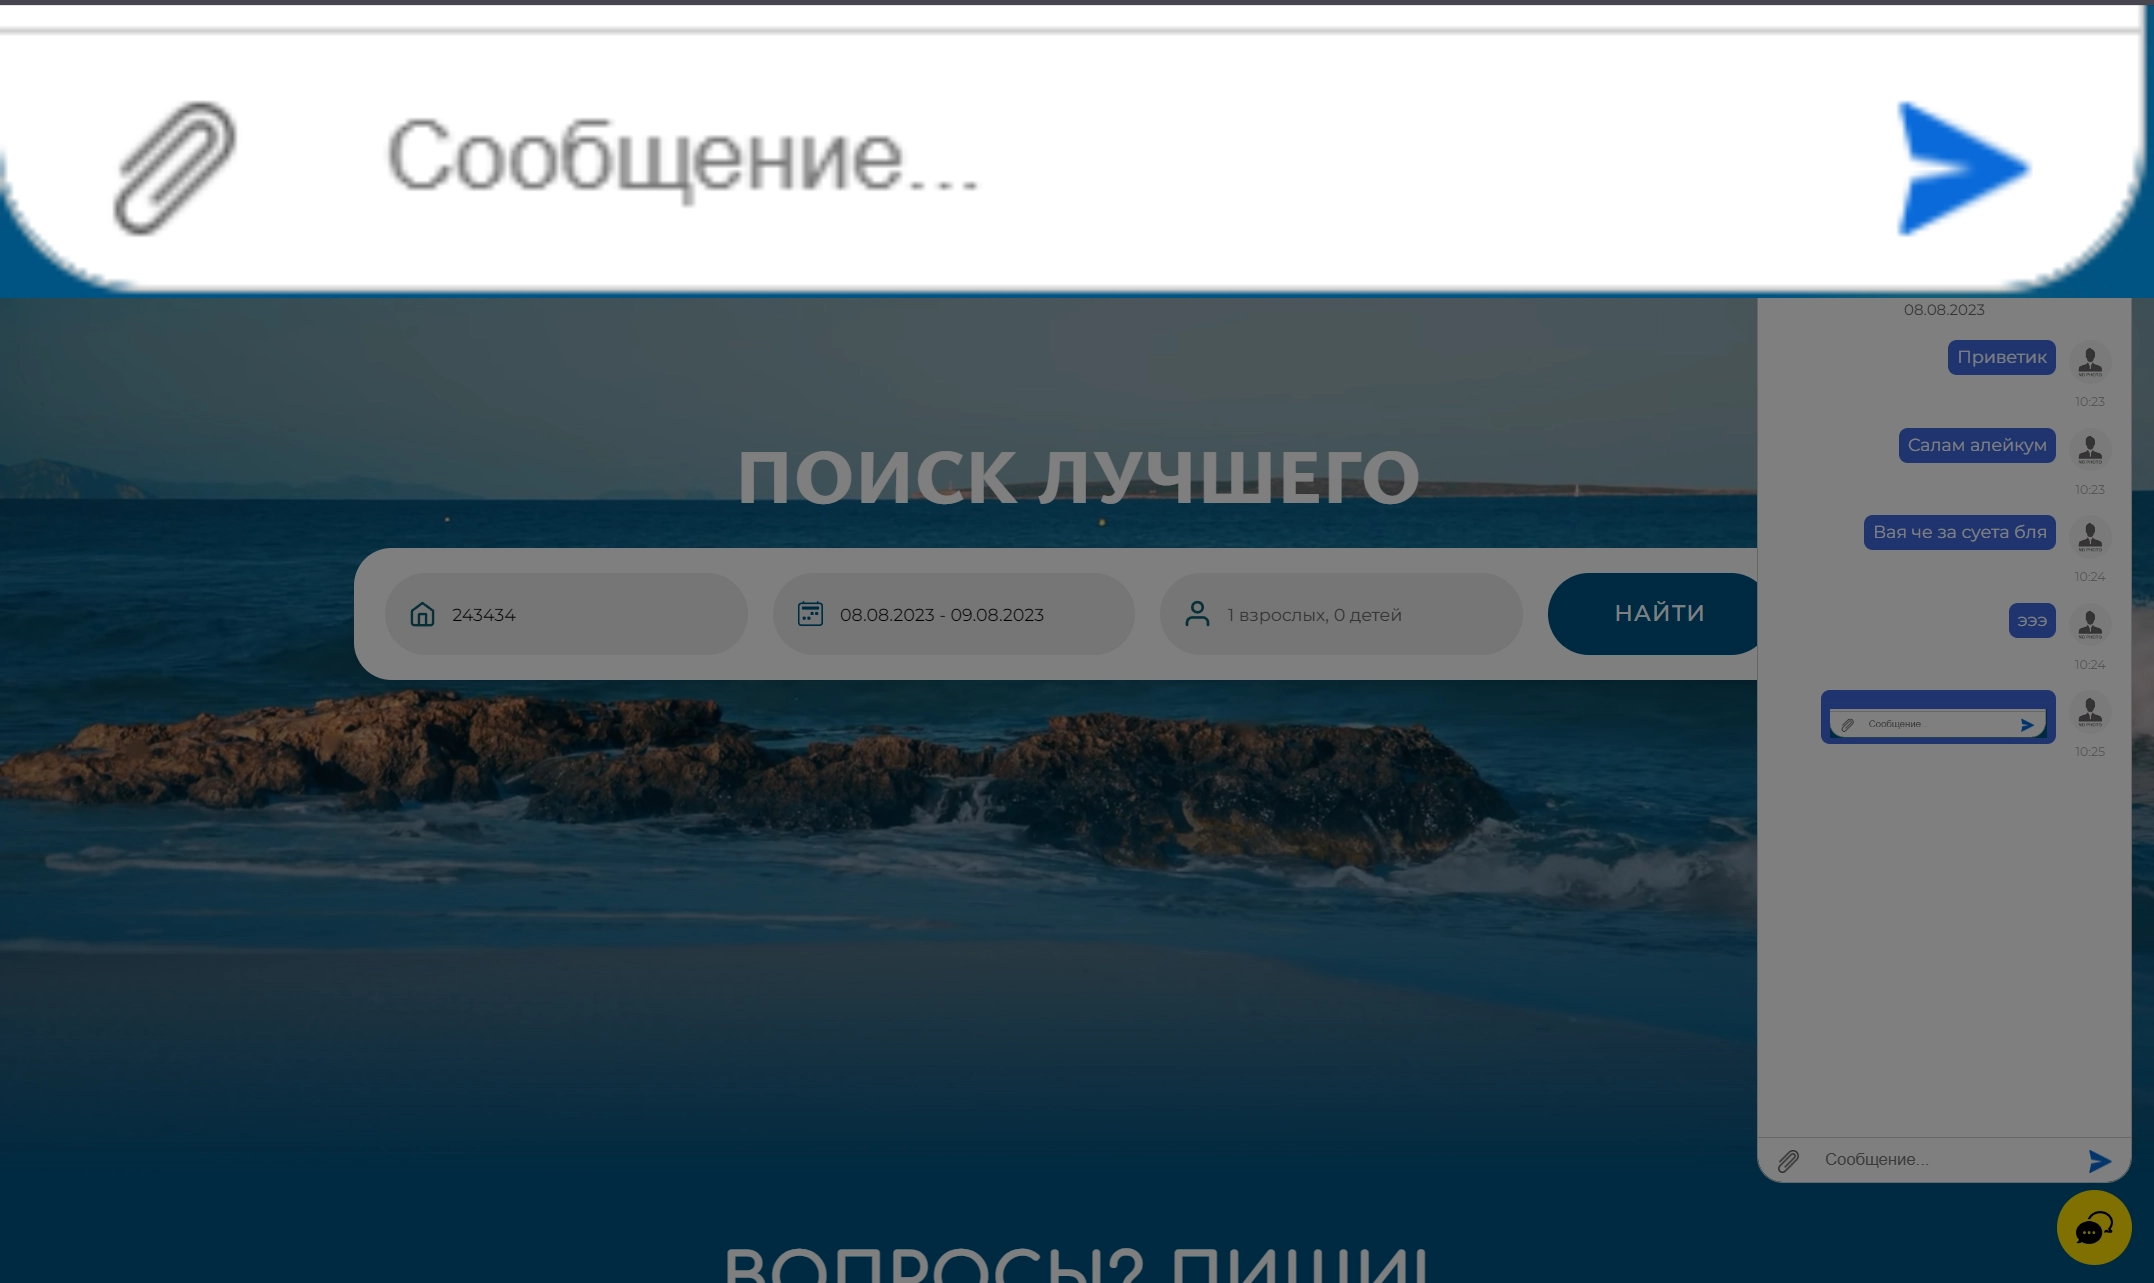 Сообщение...
08.08.2023
Приветик
10:23
Салам алейкум
10:23
Вая че за суета бля
10:24
эээ
10:24
Сообщение...
10:25
ПОИСК ЛУЧШЕГО
243434
08.08.2023 - 09.08.2023
1 взрослых, 0 детей
НАЙТИ
Сообщение...
ВОПРОСЫ? ПИШИ!